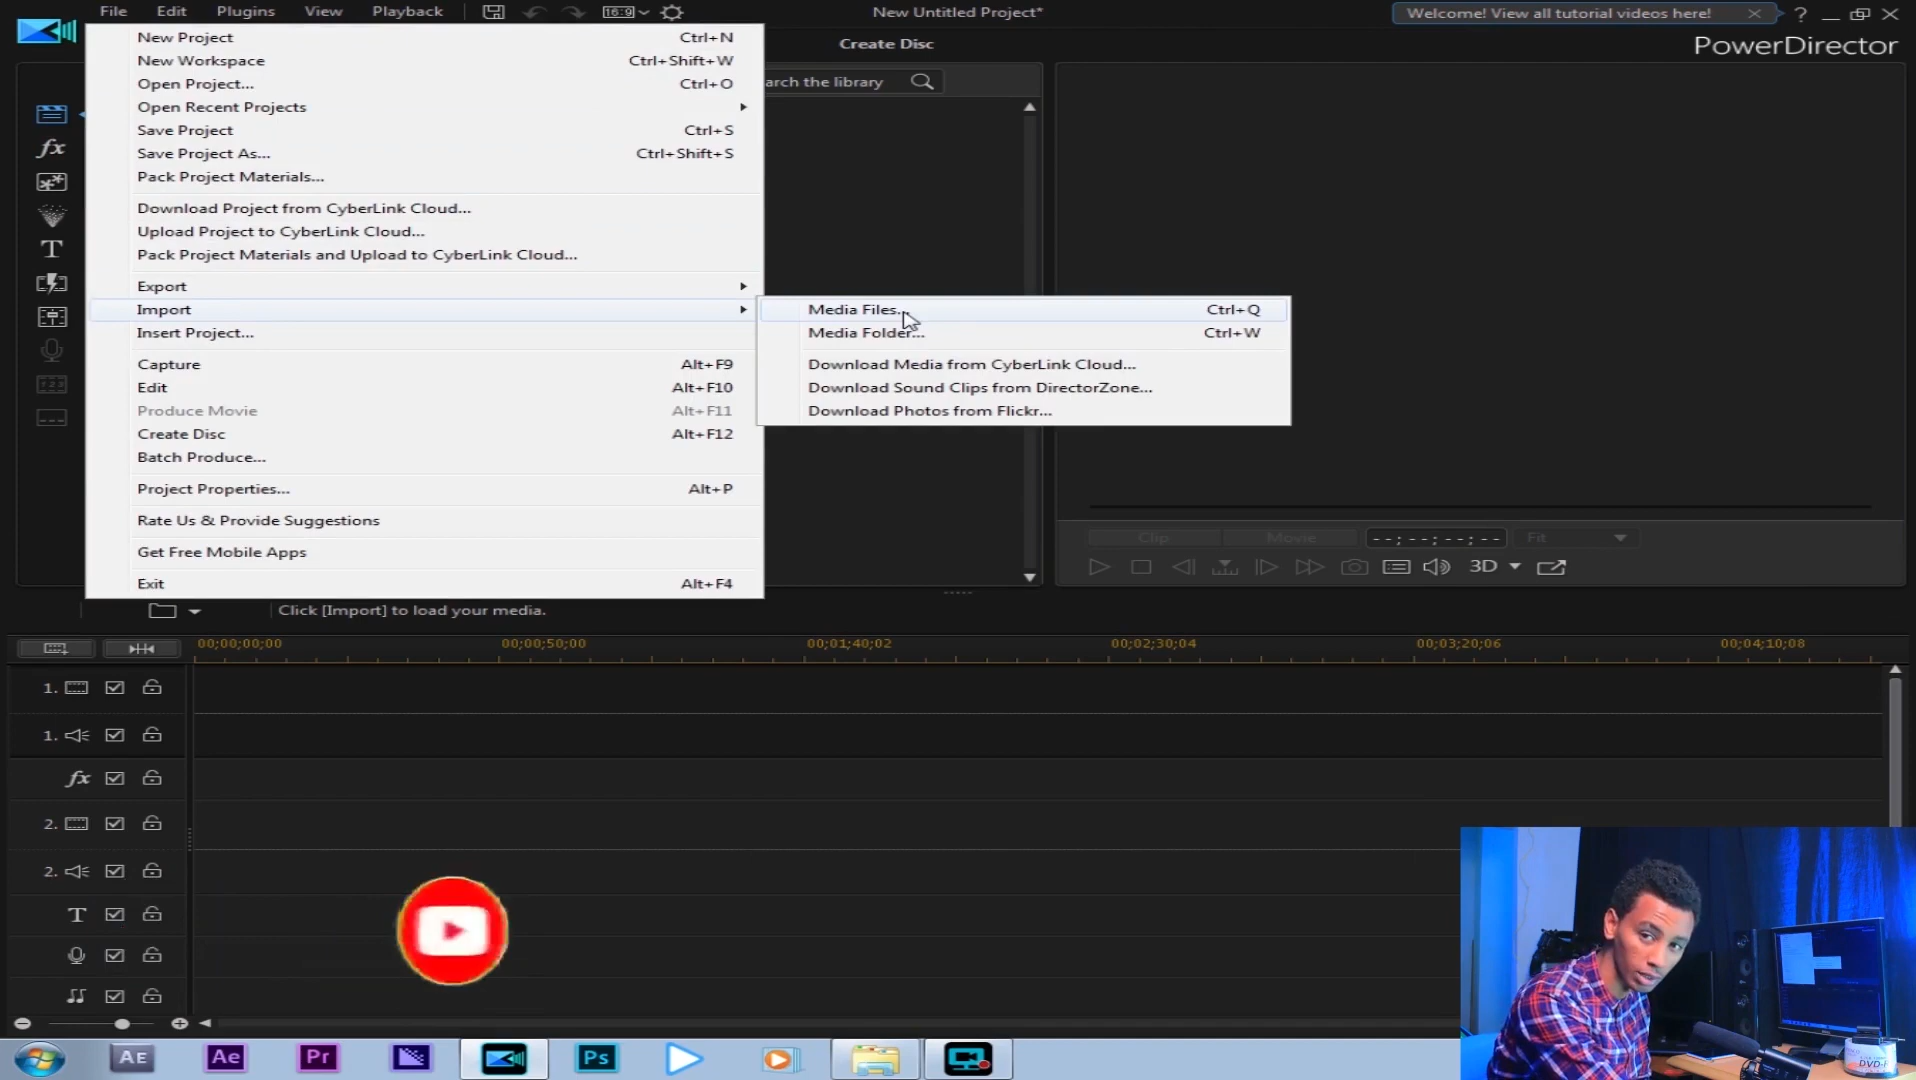 File Edit Plugins View Playback 16:9 New Untitled Project* Welcome! View all tutorial videos here! ?
PowerDirector
Create Disc
arch the library
New Project Ctrl+N
New Workspace Ctrl+Shift+W
Open Project... Ctrl+O
Open Recent Projects
Save Project Ctrl+S
Save Project As... Ctrl+Shift+S
Pack Project Materials...
Download Project from CyberLink Cloud...
Upload Project to CyberLink Cloud...
Pack Project Materials and Upload to CyberLink Cloud...
Export
Import
Insert Project...
Capture Alt+F9
Edit Alt+F10
Produce Movie Alt+F11
Create Disc Alt+F12
Batch Produce...
Project Properties... Alt+P
Rate Us & Provide Suggestions
Get Free Mobile Apps
Exit Alt+F4
Media Files... Ctrl+Q
Media Folder... Ctrl+W
Download Media from CyberLink Cloud...
Download Sound Clips from DirectorZone...
Download Photos from Flickr...
fx
T
Clip Movie --;--;--;-- Fit
3D
Click [Import] to load your media.
00;00;00;00 00;00;50;00 00;01;40;02 00;02;30;04 00;03;20;06 00;04;10;08
1.
1.
fx
2.
2.
T
AE Ae Pr Ps
DVD-